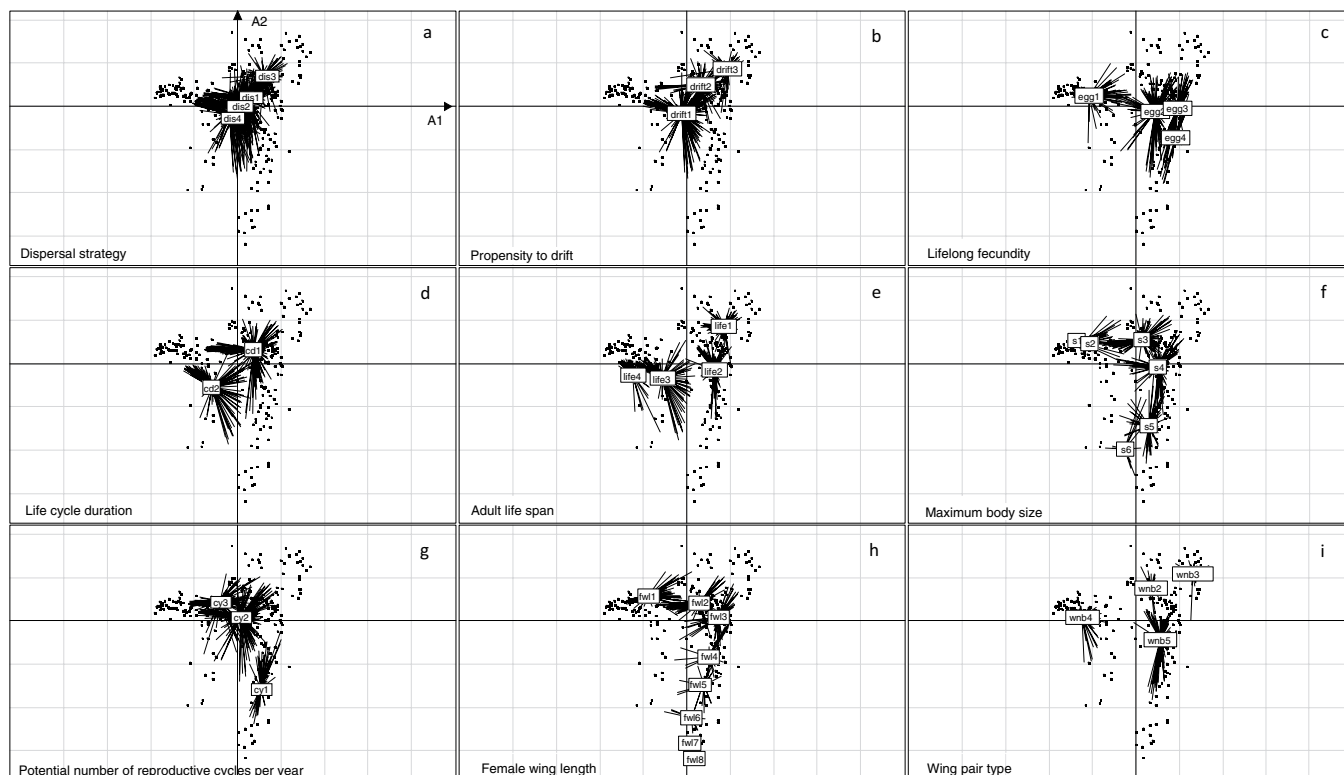 A2
a
dis3
dis1
dis2
dis4
A1
Dispersal strategy
b
drift3
drift2
drift1
Propensity to drift
c
egg1
egg2
egg3
egg4
Lifelong fecundity
d
cd1
cd2
Life cycle duration
e
life1
life2
life4
life3
Adult life span
f
s2
s3
s4
s5
s6
Maximum body size
g
cy3
cy2
cy1
Potential number of reproductive cycles per year
h
fwl1
fwl2
fwl3
fwl4
fwl5
fwl6
fwl7
fwl8
Female wing length
i
wnb3
wnb2
wnb4
wnb5
Wing pair type